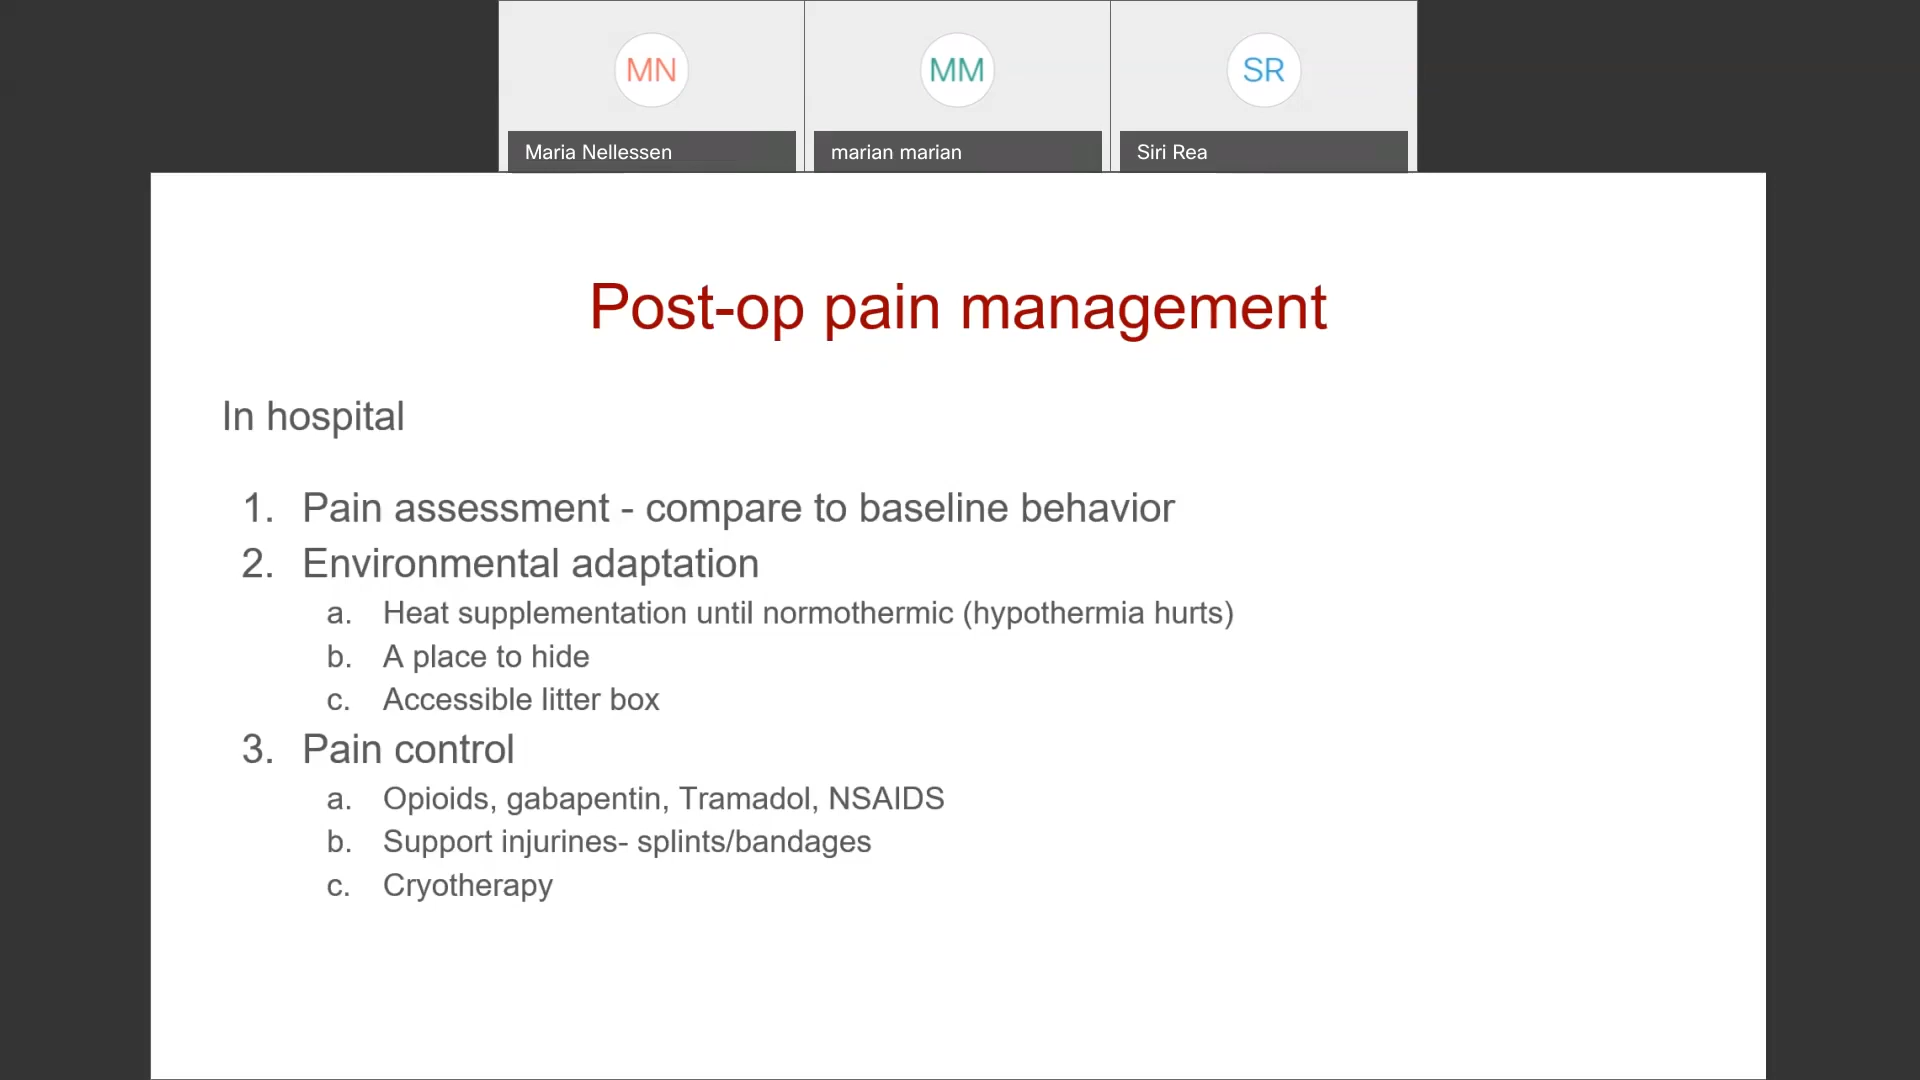 MN
MM
SR
Maria Nellessen
marian marian
Siri Rea
Post-op pain management
In hospital
1. Pain assessment - compare to baseline behavior
2. Environmental adaptation
a. Heat supplementation until normothermic (hypothermia hurts)
b. A place to hide
c. Accessible litter box
3. Pain control
a. Opioids, gabapentin, Tramadol, NSAIDS
b. Support injurines- splints/bandages
c. Cryotherapy